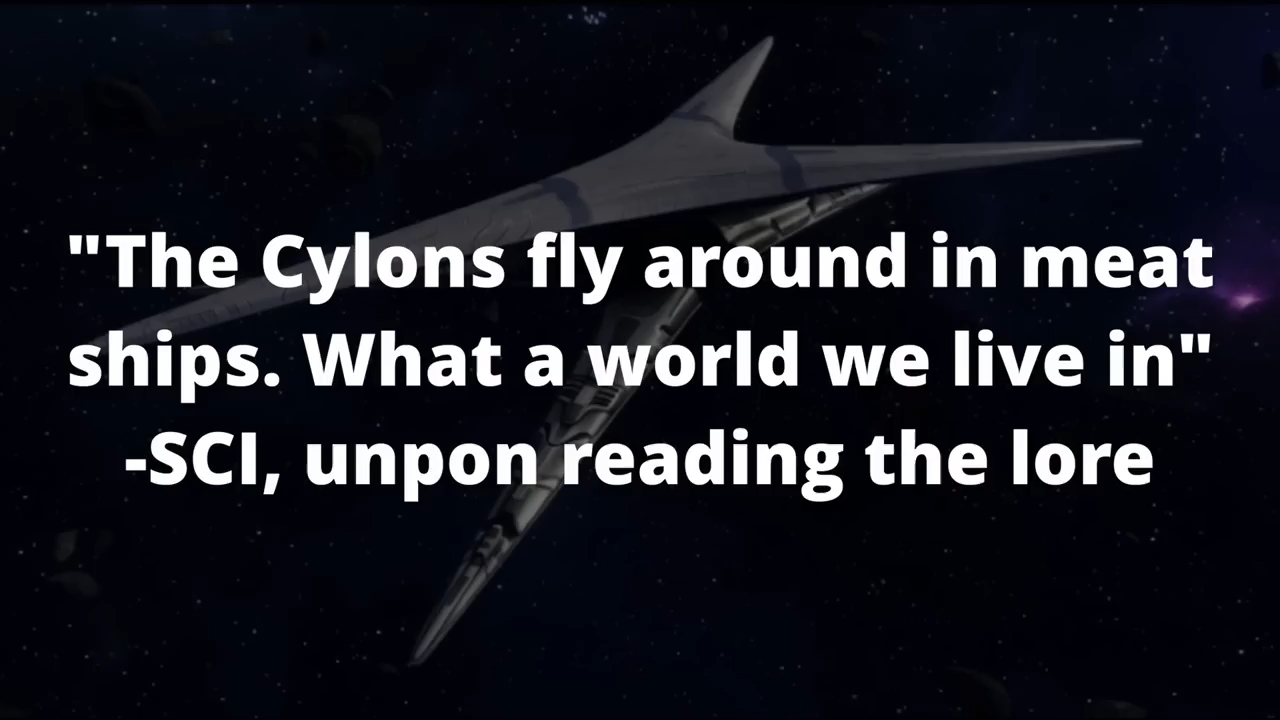 "The Cylons fly around in meat
ships. What a world we live in"
-SCI, unpon reading the lore